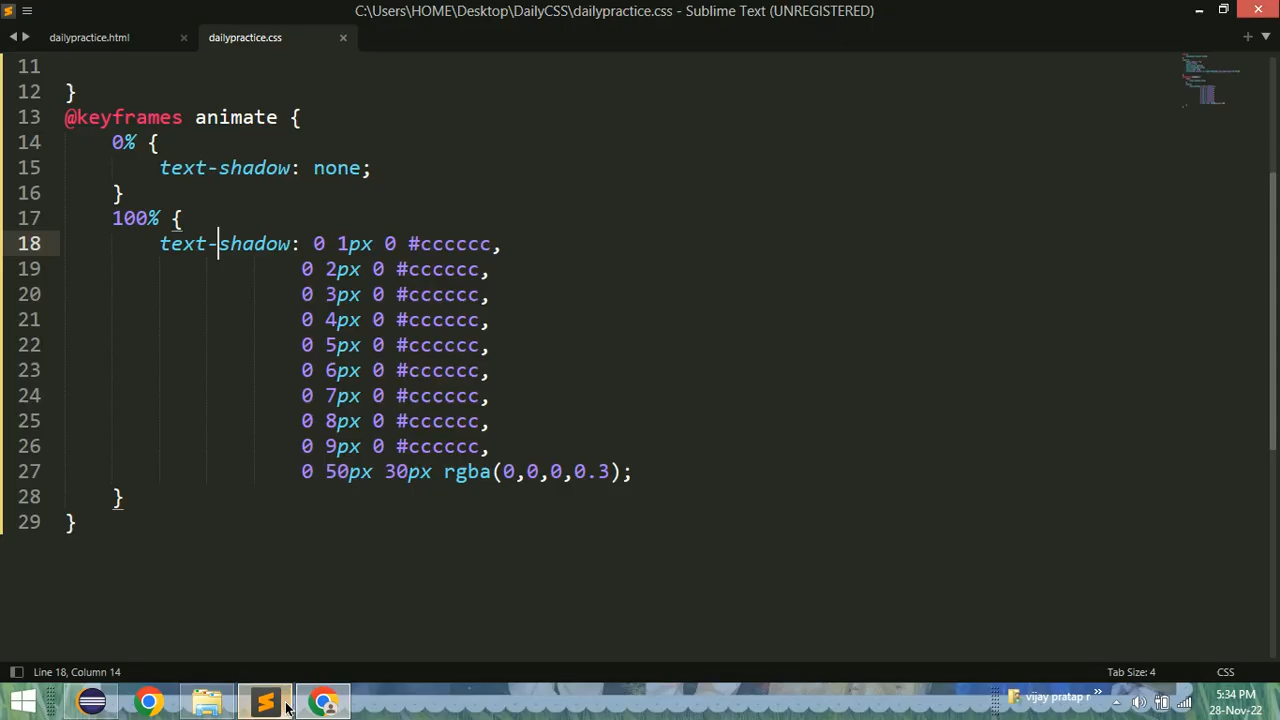 C:\Users\HOME\Desktop\DailyCSS\dailypractice.css - Sublime Text (UNREGISTERED)
dailypractice.html
dailypractice.css
11
12 }
13 @keyframes animate {
14 0% {
15 text-shadow: none;
16 }
17 100% {
18 text-shadow: 0 1px 0 #cccccc,
19 0 2px 0 #cccccc,
20 0 3px 0 #cccccc,
21 0 4px 0 #cccccc,
22 0 5px 0 #cccccc,
23 0 6px 0 #cccccc,
24 0 7px 0 #cccccc,
25 0 8px 0 #cccccc,
26 0 9px 0 #cccccc,
27 0 50px 30px rgba(0,0,0,0.3);
28 }
29 }
Line 18, Column 14
Tab Size: 4
CSS
vijay pratap r
5:34 PM
28-Nov-22